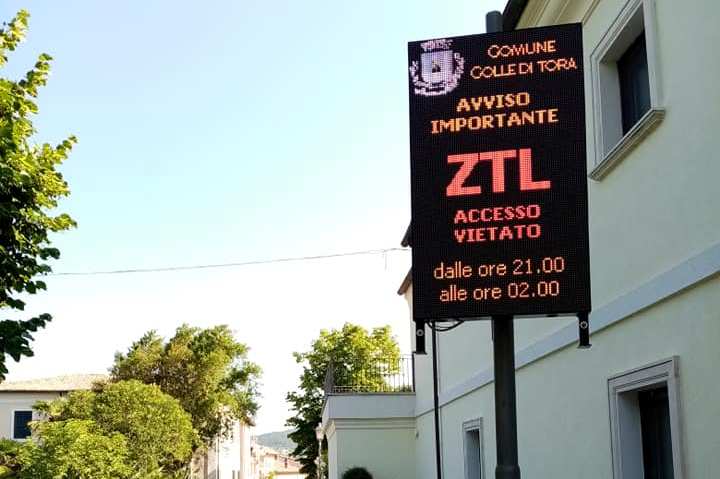 COMUNE
COLLE DI TORA
AVVISO
IMPORTANTE
ZTL
ACCESSO
VIETATO
dalle ore 21.00
alle ore 02.00